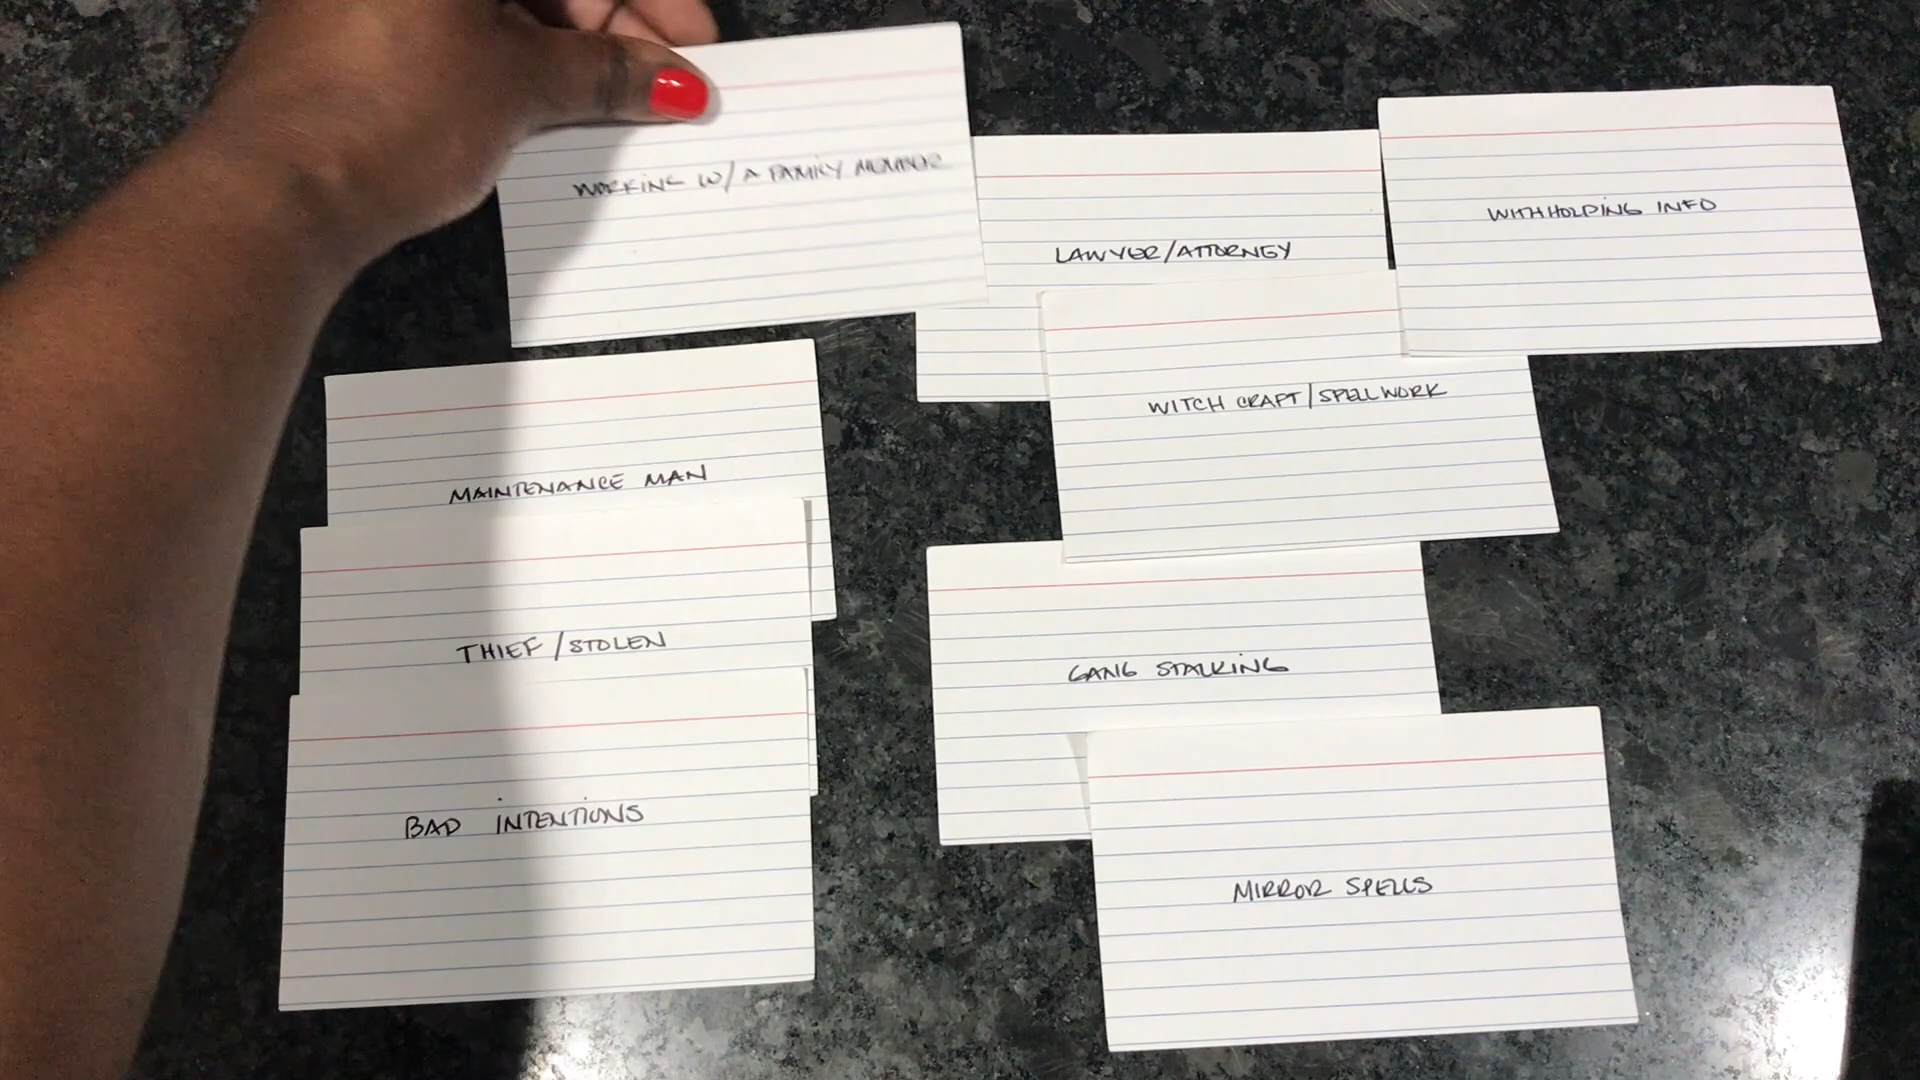 WORKING W/ A FAMILY MEMBER
LAWYER/ATTORNEY
WITHHOLDING INFO
WITCH CRAFT/SPELLWORK
MAINTENANCE MAN
THIEF/STOLEN
BAD INTENTIONS
GANG STALKING
MIRROR SPELLS